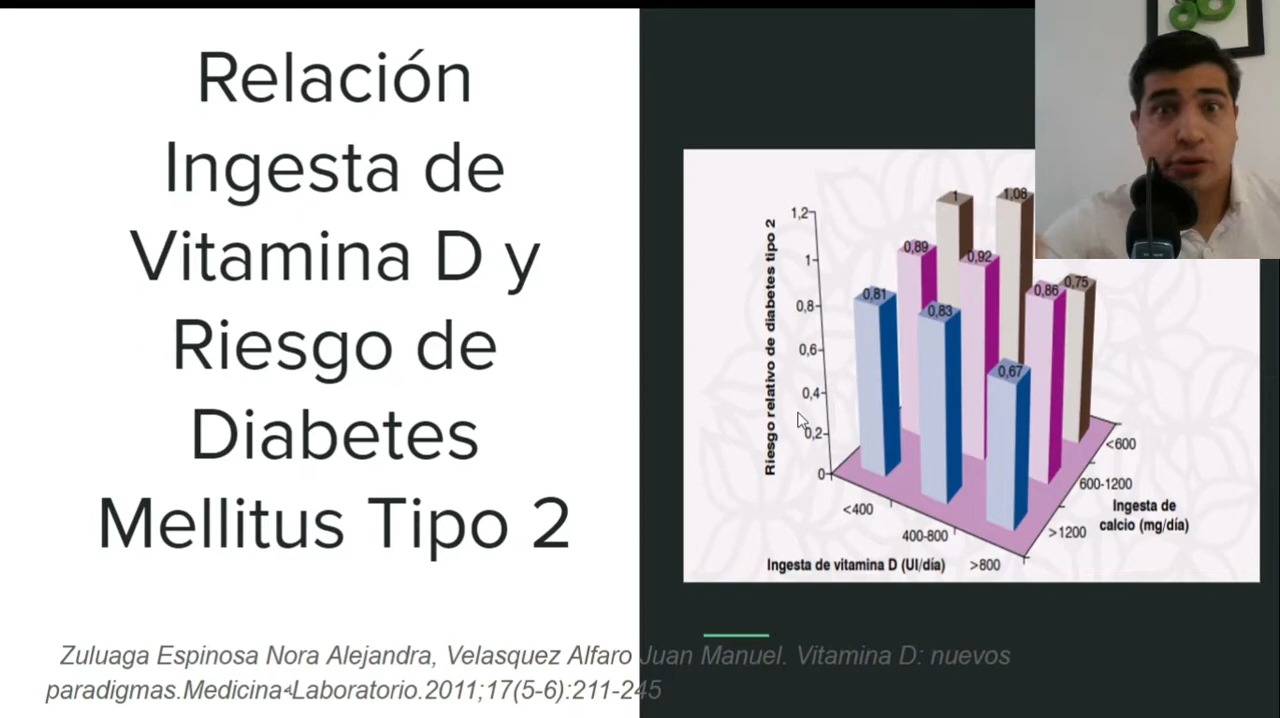 Relación
Ingesta de
Vitamina D y
Riesgo de
Diabetes
Mellitus Tipo 2
Riesgo relativo de diabetes tipo 2
1,2
1
0,8
0,6
0,4
0,2
0
1
1,08
0,89
0,92
0,86
0,75
0,81
0,83
0,67
<400
400-800
>800
Ingesta de vitamina D (UI/día)
<600
600-1200
>1200
Ingesta de
calcio (mg/día)
Zuluaga Espinosa Nora Alejandra, Velasquez Alfaro Juan Manuel. Vitamina D: nuevos
paradigmas.Medicina Laboratorio.2011;17(5-6):211-245